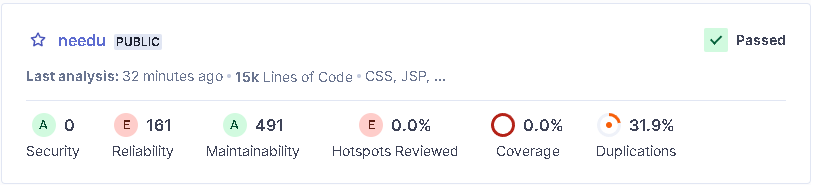 needu PUBLIC Passed
Last analysis: 32 minutes ago • 15k Lines of Code • CSS, JSP, ...
A 0 E 161 A 491 E 0.0% 0.0% 31.9%
Security Reliability Maintainability Hotspots Reviewed Coverage Duplications